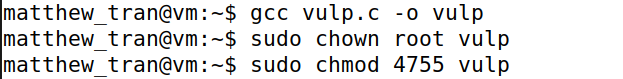 matthew_tran@vm:~$ gcc vulp.c -o vulp
matthew_tran@vm:~$ sudo chown root vulp
matthew_tran@vm:~$ sudo chmod 4755 vulp